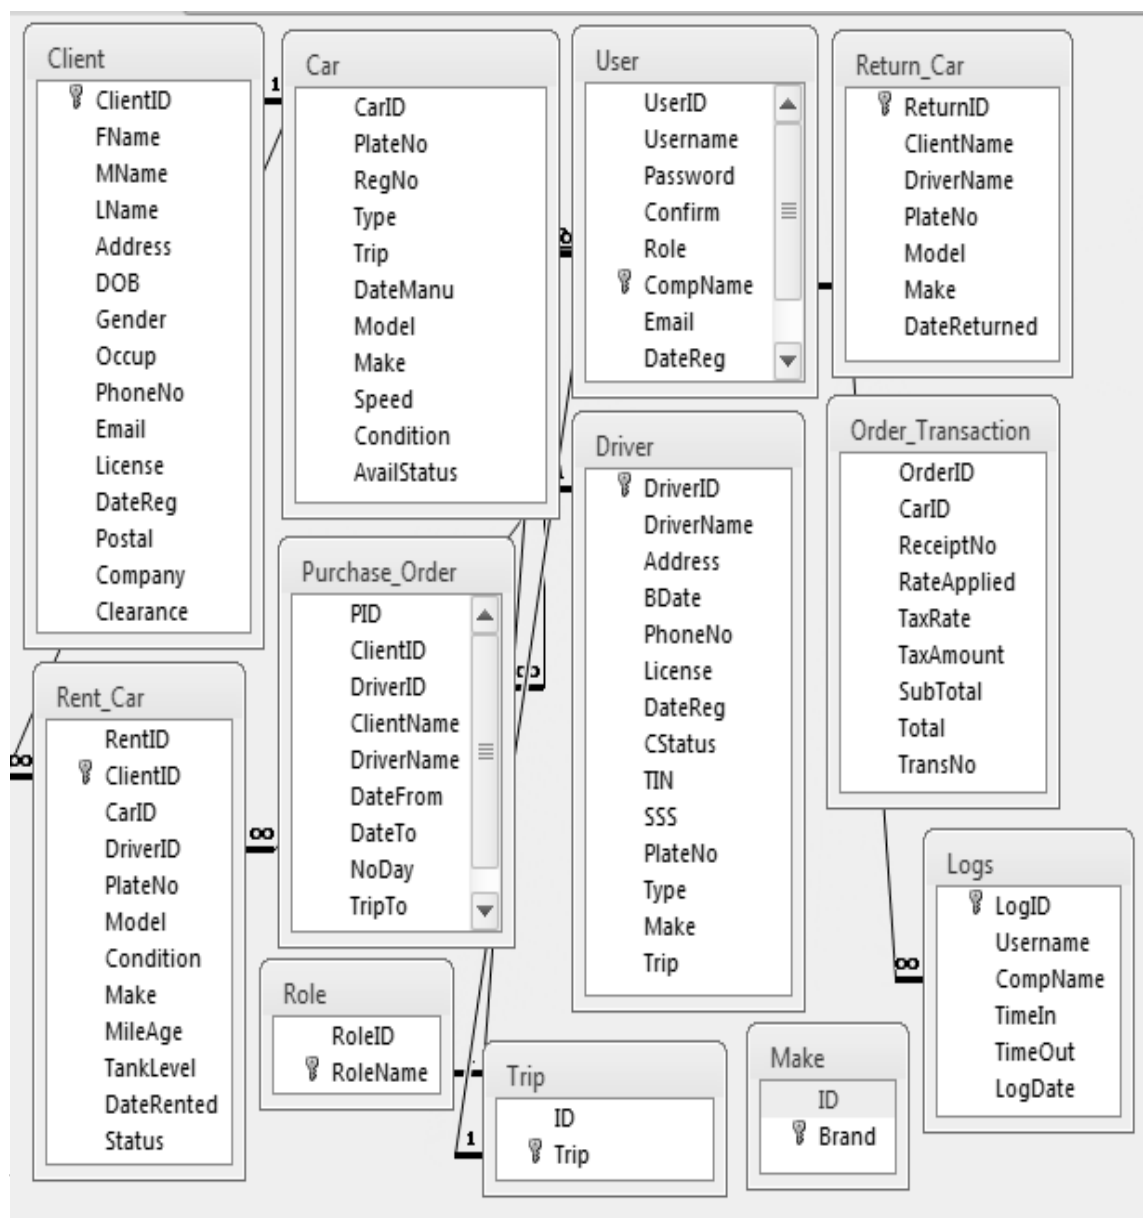 Client
ClientID
FName
MName
LName
Address
DOB
Gender
Occup
PhoneNo
Email
License
DateReg
Postal
Company
Clearance
1
Car
CarID
PlateNo
RegNo
Type
Trip
DateManu
Model
Make
Speed
Condition
AvailStatus
User
UserID
Username
Password
Confirm
Role
CompName
Email
DateReg
Return_Car
ReturnID
ClientName
DriverName
PlateNo
Model
Make
DateReturned
Rent_Car
RentID
ClientID
CarID
DriverID
PlateNo
Model
Condition
Make
MileAge
TankLevel
DateRented
Status
∞
∞
Purchase_Order
PID
ClientID
DriverID
ClientName
DriverName
DateFrom
DateTo
NoDay
TripTo
∞
Driver
DriverID
DriverName
Address
BDate
PhoneNo
License
DateReg
CStatus
TIN
SSS
PlateNo
Type
Make
Trip
Order_Transaction
OrderID
CarID
ReceiptNo
RateApplied
TaxRate
TaxAmount
SubTotal
Total
TransNo
Role
RoleID
RoleName
Trip
ID
Trip
1
Make
ID
Brand
Logs
LogID
Username
CompName
TimeIn
TimeOut
LogDate
∞